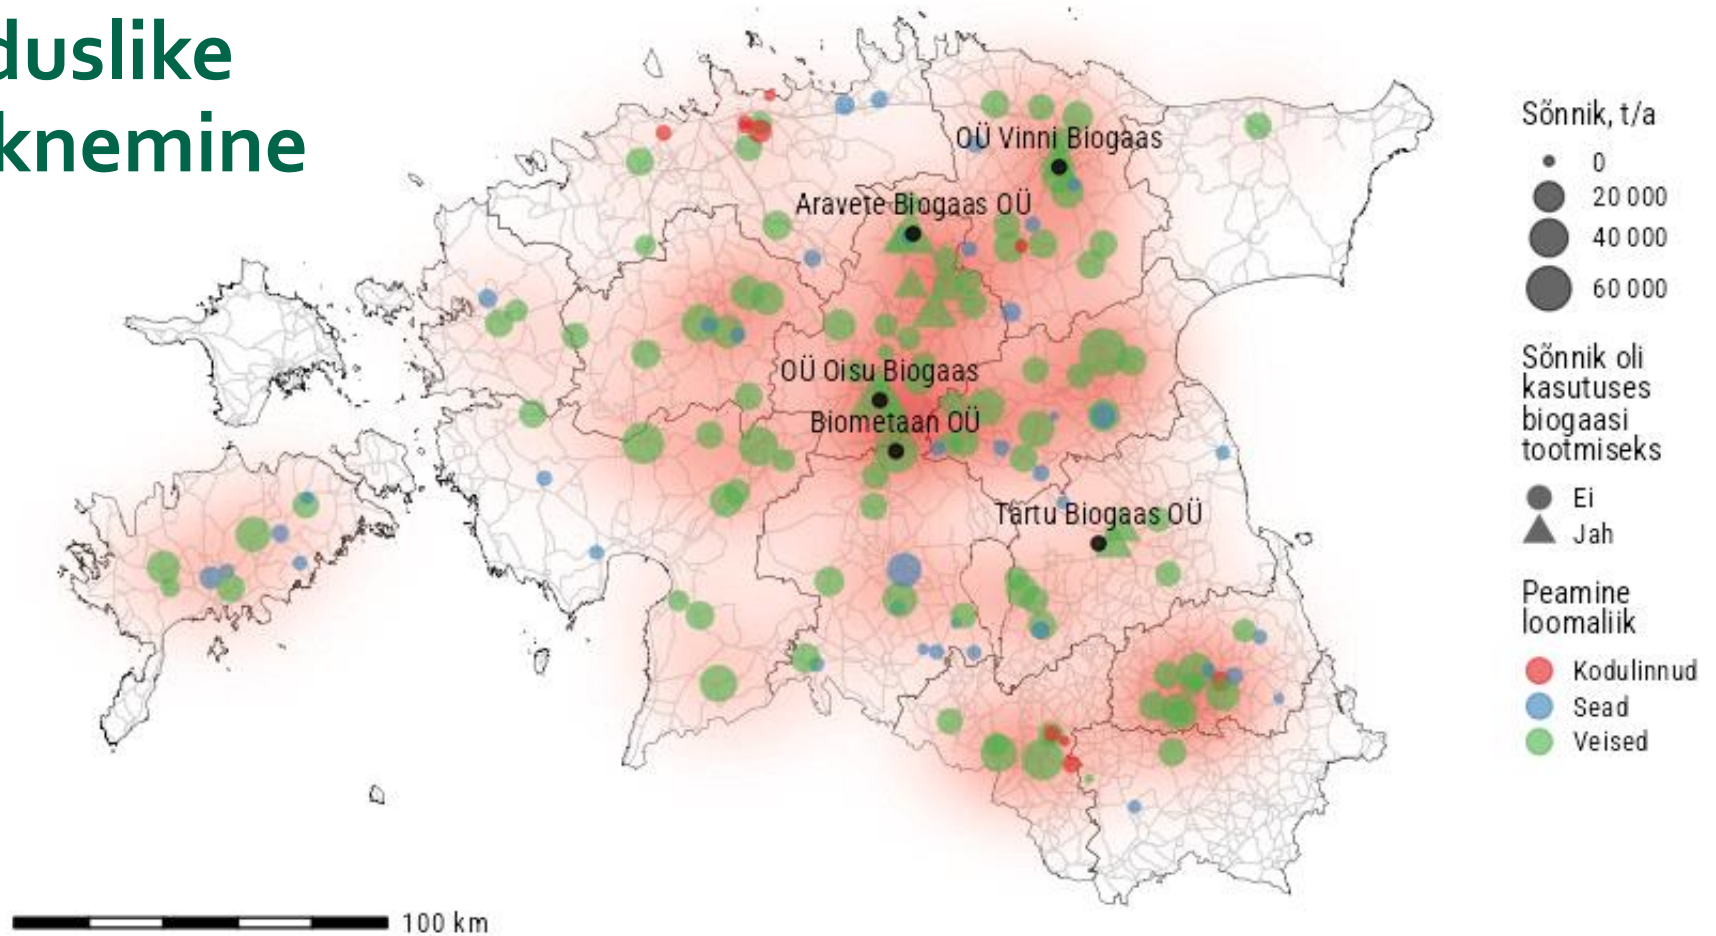 duslike
knemine
OÜ Vinni Biogaas
Aravete Biogaas OÜ
OÜ Oisu Biogaas
Biometaan OÜ
Tartu Biogaas OÜ
100 km
Sõnnik, t/a
0
20 000
40 000
60 000
Sõnnik oli
kasutuses
biogaasi
tootmiseks
Ei
Jah
Peamine
loomaliik
Kodulinnud
Sead
Veised